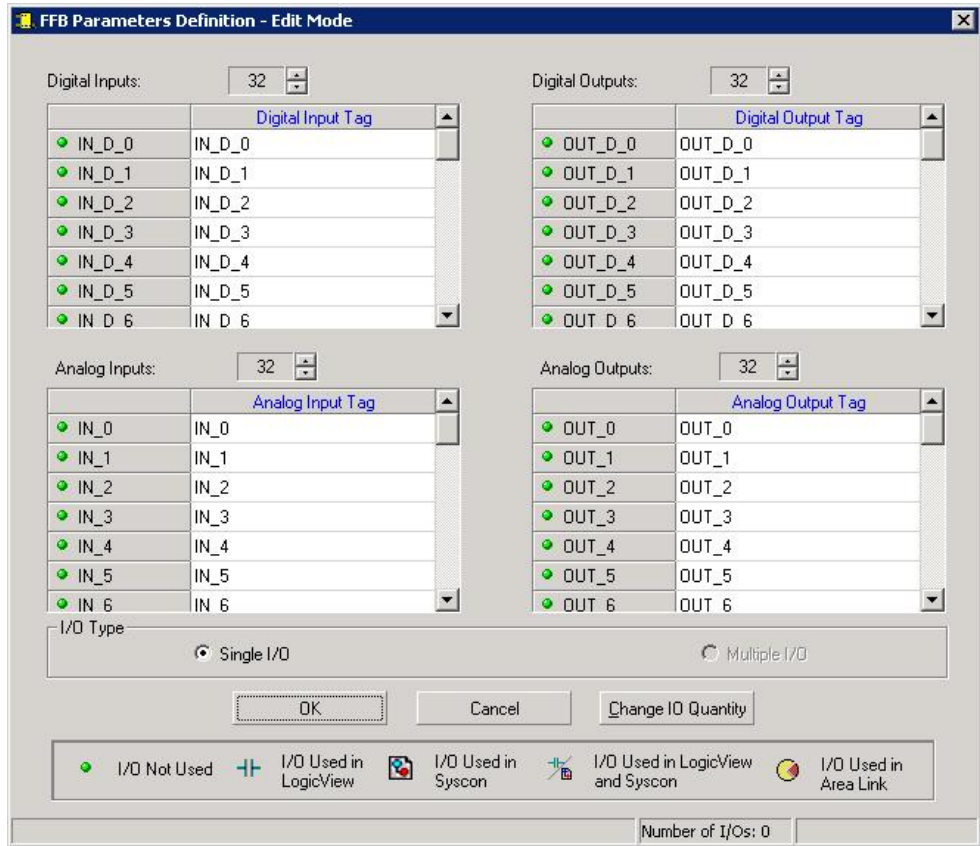 FFB Parameters Definition - Edit Mode
Digital Inputs: 32
Digital Input Tag
IN_D_0 IN_D_0
IN_D_1 IN_D_1
IN_D_2 IN_D_2
IN_D_3 IN_D_3
IN_D_4 IN_D_4
IN_D_5 IN_D_5
IN_D_6 IN_D_6
Digital Outputs: 32
Digital Output Tag
OUT_D_0 OUT_D_0
OUT_D_1 OUT_D_1
OUT_D_2 OUT_D_2
OUT_D_3 OUT_D_3
OUT_D_4 OUT_D_4
OUT_D_5 OUT_D_5
OUT_D_6 OUT_D_6
Analog Inputs: 32
Analog Input Tag
IN_0 IN_0
IN_1 IN_1
IN_2 IN_2
IN_3 IN_3
IN_4 IN_4
IN_5 IN_5
IN_6 IN_6
Analog Outputs: 32
Analog Output Tag
OUT_0 OUT_0
OUT_1 OUT_1
OUT_2 OUT_2
OUT_3 OUT_3
OUT_4 OUT_4
OUT_5 OUT_5
OUT_6 OUT_6
I/O Type
Single I/O Multiple I/O
OK Cancel Change IO Quantity
I/O Not Used
I/O Used in
LogicView
I/O Used in
Syscon
I/O Used in LogicView
and Syscon
I/O Used in
Area Link
Number of I/Os: 0